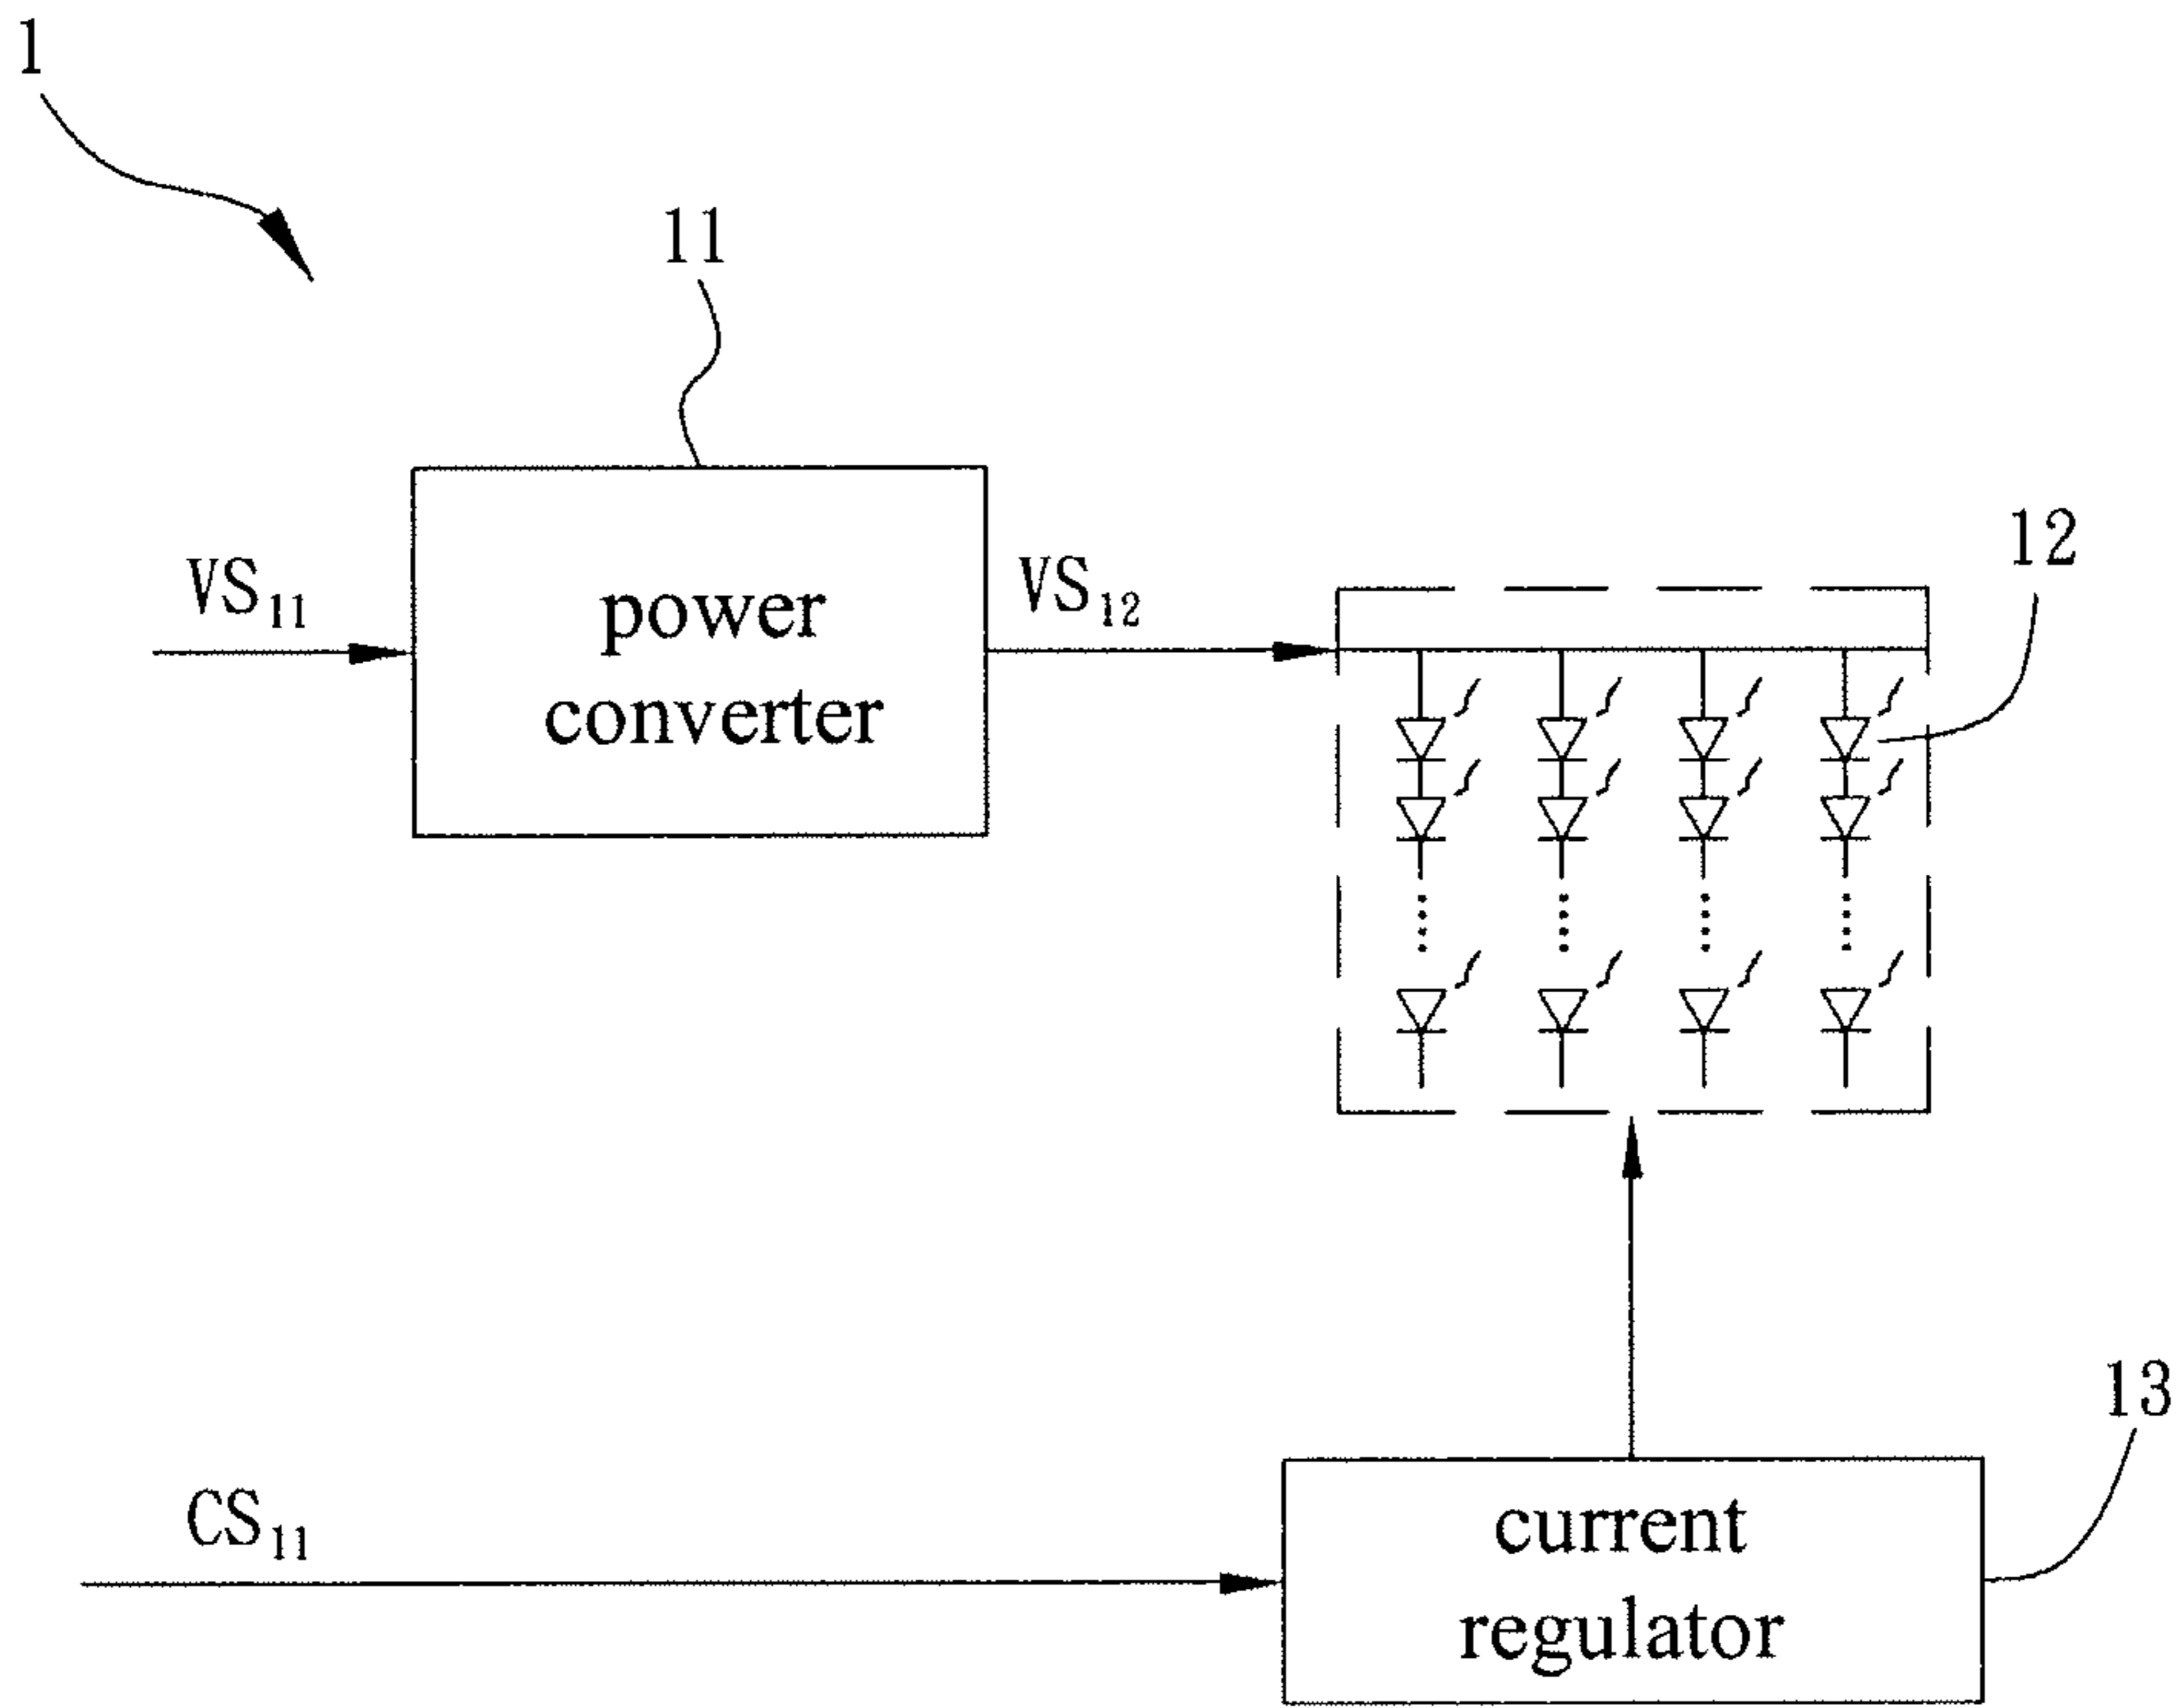 1
11
12
VS₁₁
VS₁₂
power
converter
13
CS₁₁
current
regulator